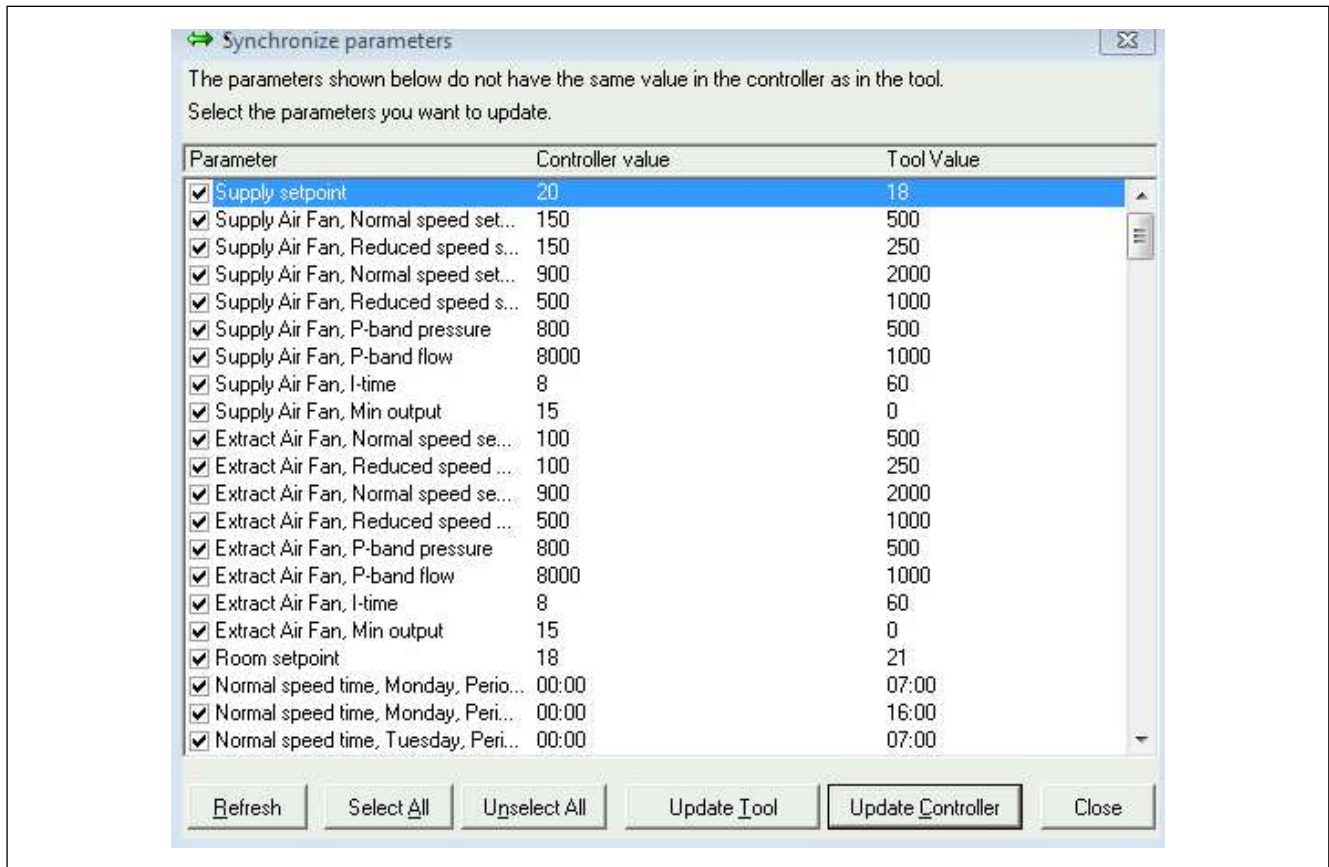 Synchronize parameters
The parameters shown below do not have the same value in the controller as in the tool.
Select the parameters you want to update.
Parameter Controller value Tool Value
Supply setpoint 20 18
Supply Air Fan, Normal speed set... 150 500
Supply Air Fan, Reduced speed s... 150 250
Supply Air Fan, Normal speed set... 900 2000
Supply Air Fan, Reduced speed s... 500 1000
Supply Air Fan, P-band pressure 800 500
Supply Air Fan, P-band flow 8000 1000
Supply Air Fan, I-time 8 60
Supply Air Fan, Min output 15 0
Extract Air Fan, Normal speed se... 100 500
Extract Air Fan, Reduced speed ... 100 250
Extract Air Fan, Normal speed se... 900 2000
Extract Air Fan, Reduced speed ... 500 1000
Extract Air Fan, P-band pressure 800 500
Extract Air Fan, P-band flow 8000 1000
Extract Air Fan, I-time 8 60
Extract Air Fan, Min output 15 0
Room setpoint 18 21
Normal speed time, Monday, Perio... 00:00 07:00
Normal speed time, Monday, Peri... 00:00 16:00
Normal speed time, Tuesday, Peri... 00:00 07:00
Refresh Select All Unselect All Update Tool Update Controller Close